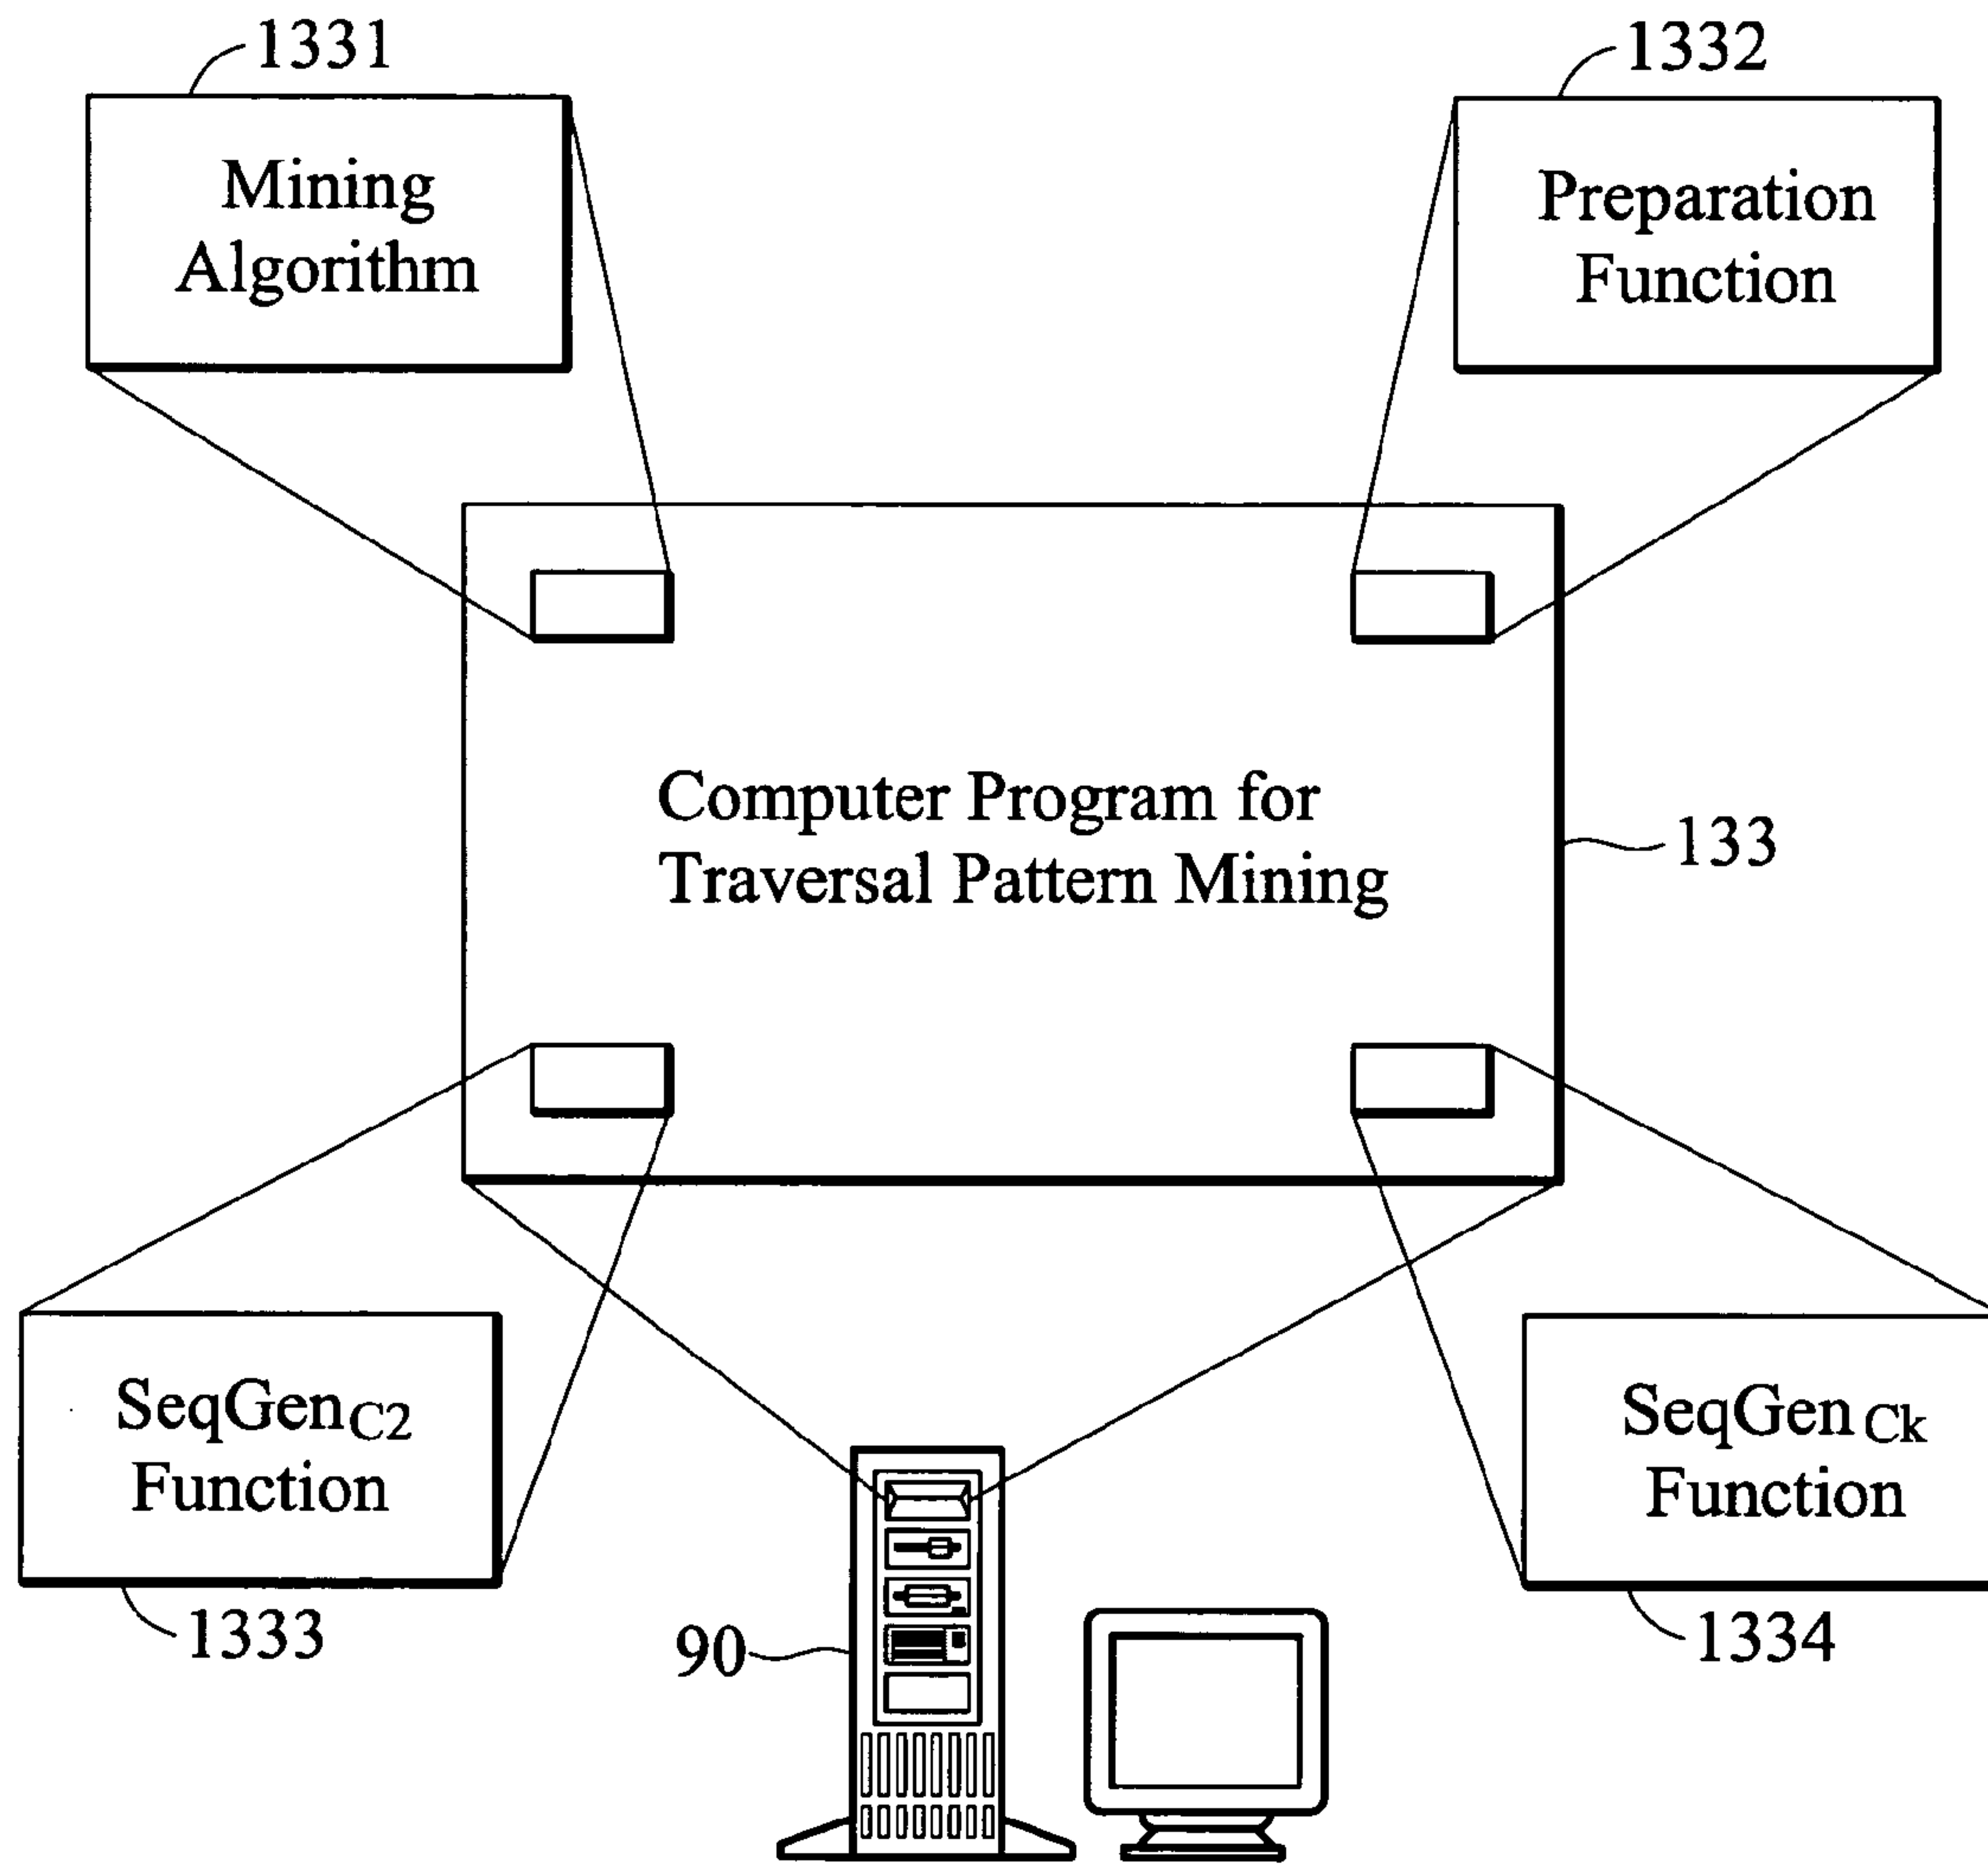 1331
1332
Mining
Algorithm
Preparation
Function
Computer Program for
Traversal Pattern Mining
133
SeqGenC2
Function
SeqGen Ck
Function
1333
90
1334